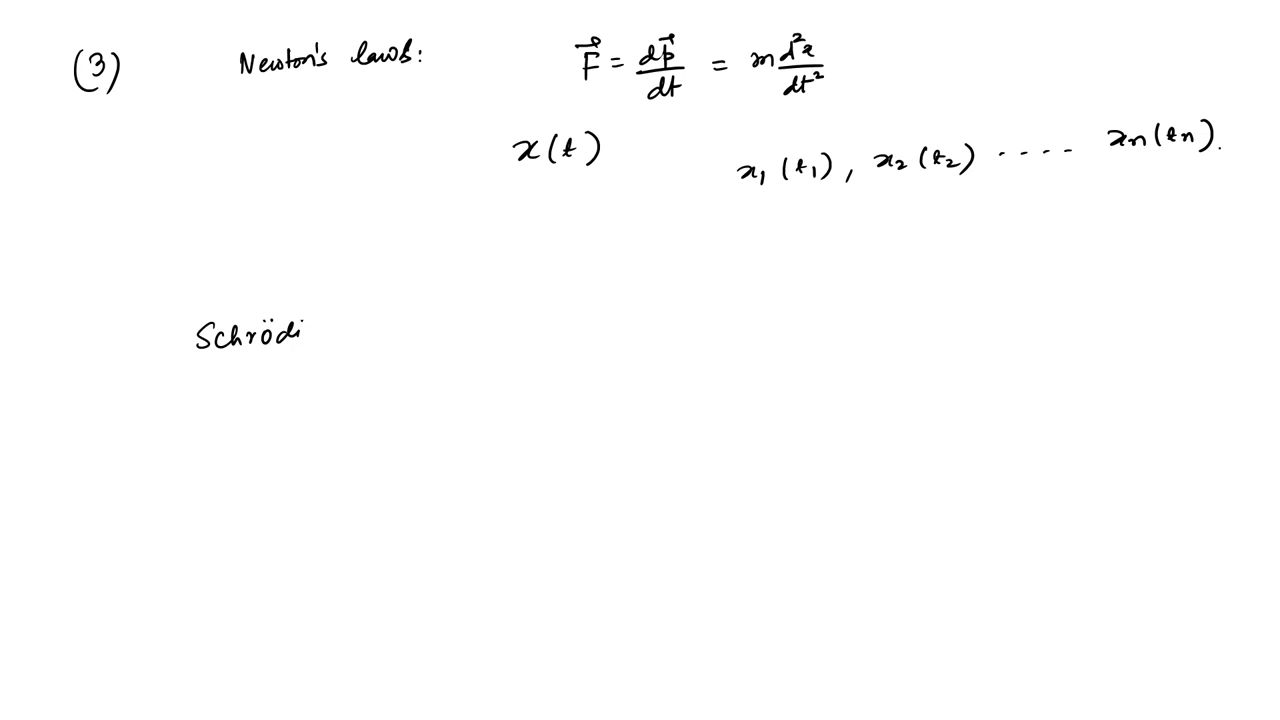 (3) Newton's laws: F⃗ = dp⃗/dt = m d²x/dt²
x(t) x₁(t₁), x₂(t₂) ···· xn(tn).
Schrödi